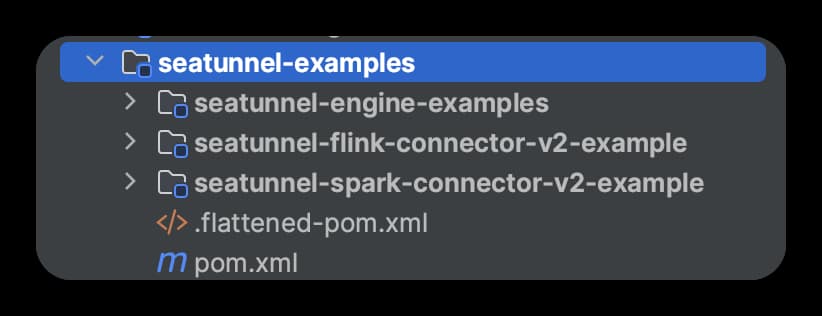 seatunnel-examples
seatunnel-engine-examples
seatunnel-flink-connector-v2-example
seatunnel-spark-connector-v2-example
</> .flattened-pom.xml
m pom.xml